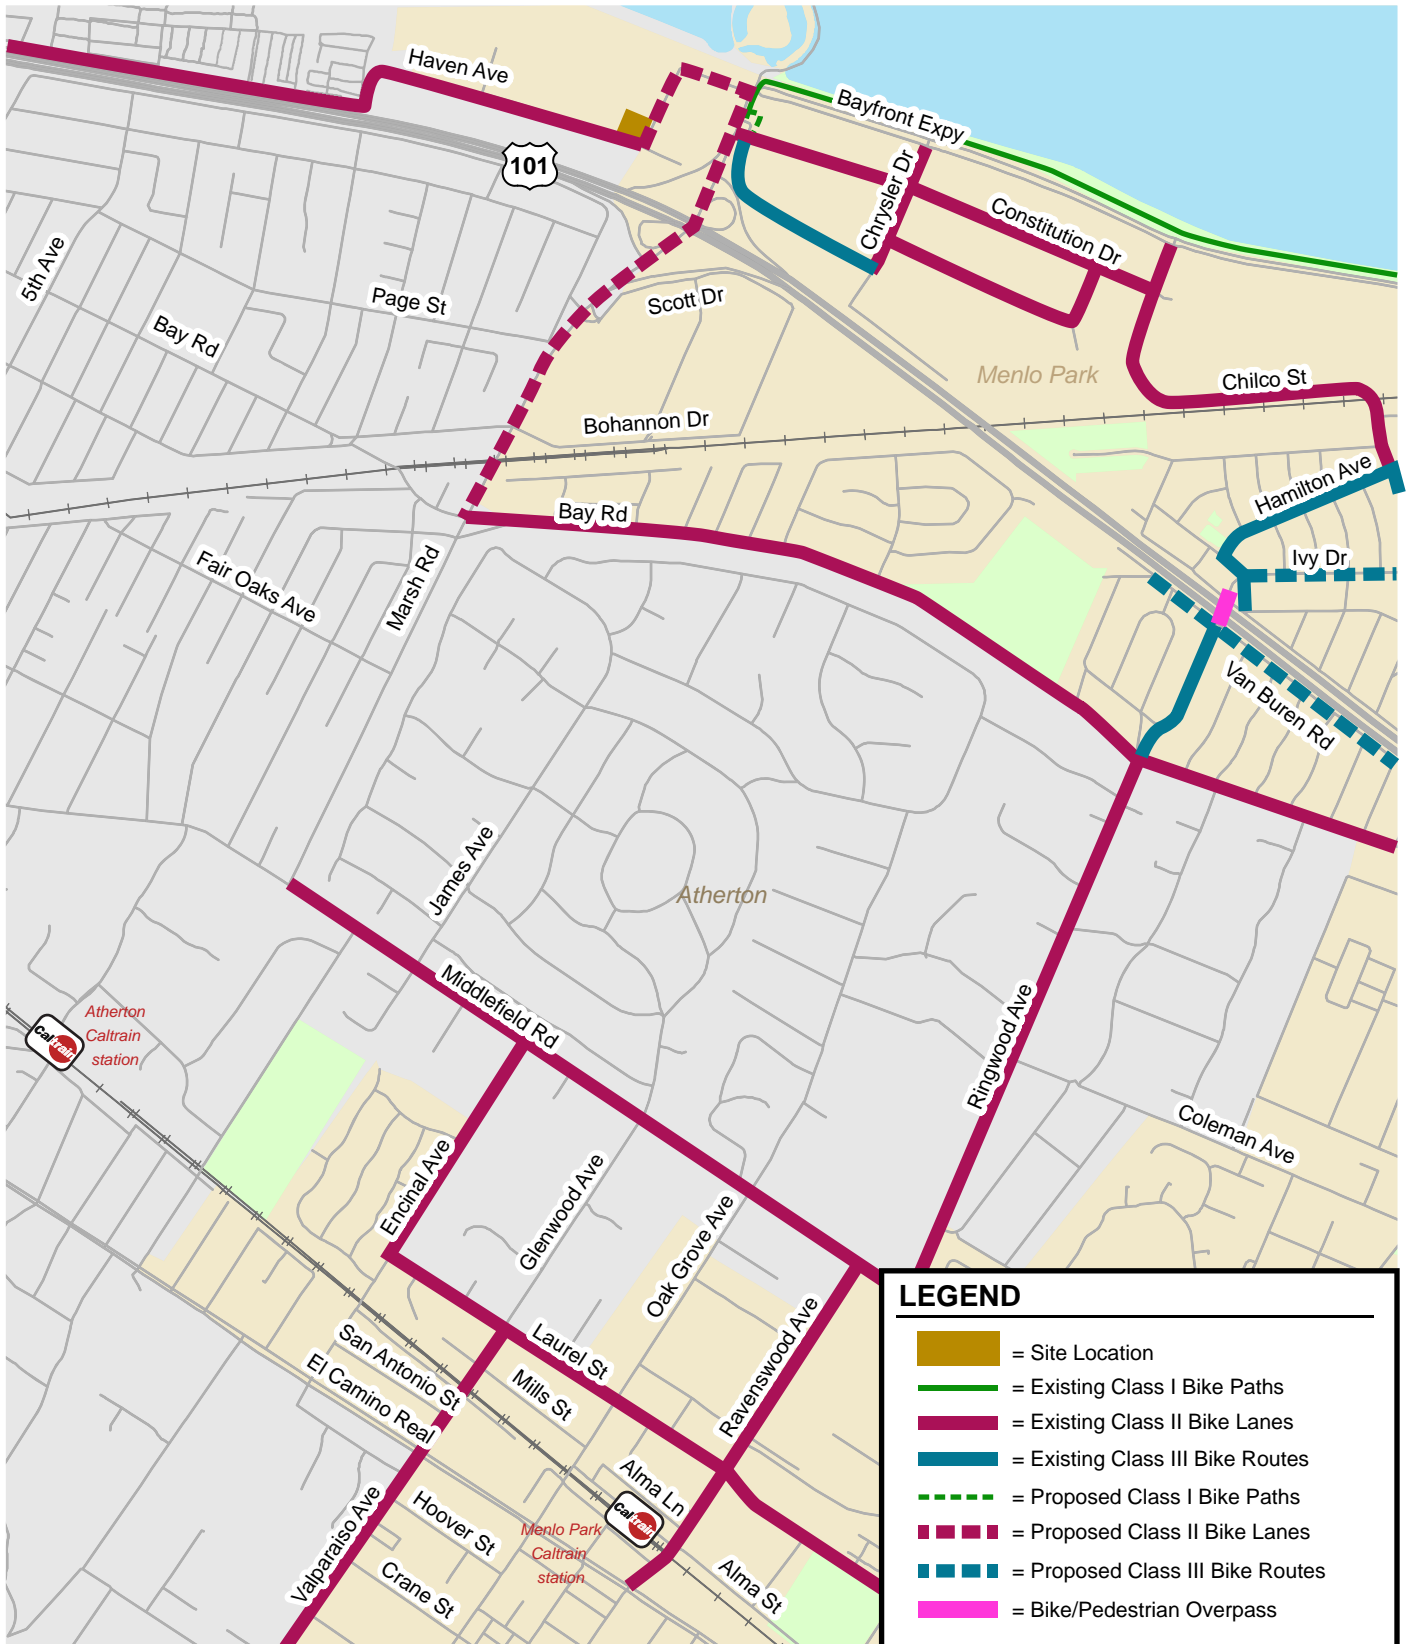 Haven Ave
Bayfront Expy
101
Chrysler Dr
Constitution Dr
5th Ave
Page St
Scott Dr
Bay Rd
Menlo Park
Chilco St
Bohannon Dr
Hamilton Ave
Bay Rd
Ivy Dr
Fair Oaks Ave
Marsh Rd
Van Buren Rd
James Ave
Atherton
Middlefield Rd
Atherton
Caltrain
station
Caltrain
Ringwood Ave
Coleman Ave
Encinal Ave
Glenwood Ave
Oak Grove Ave
Laurel St
San Antonio St
El Camino Real
Mills St
Ravenswood Ave
Valparaiso Ave
Hoover St
Alma Ln
Caltrain
Menlo Park
Caltrain
station
Crane St
Alma St
LEGEND
= Site Location
= Existing Class I Bike Paths
= Existing Class II Bike Lanes
= Existing Class III Bike Routes
= Proposed Class I Bike Paths
= Proposed Class II Bike Lanes
= Proposed Class III Bike Routes
= Bike/Pedestrian Overpass